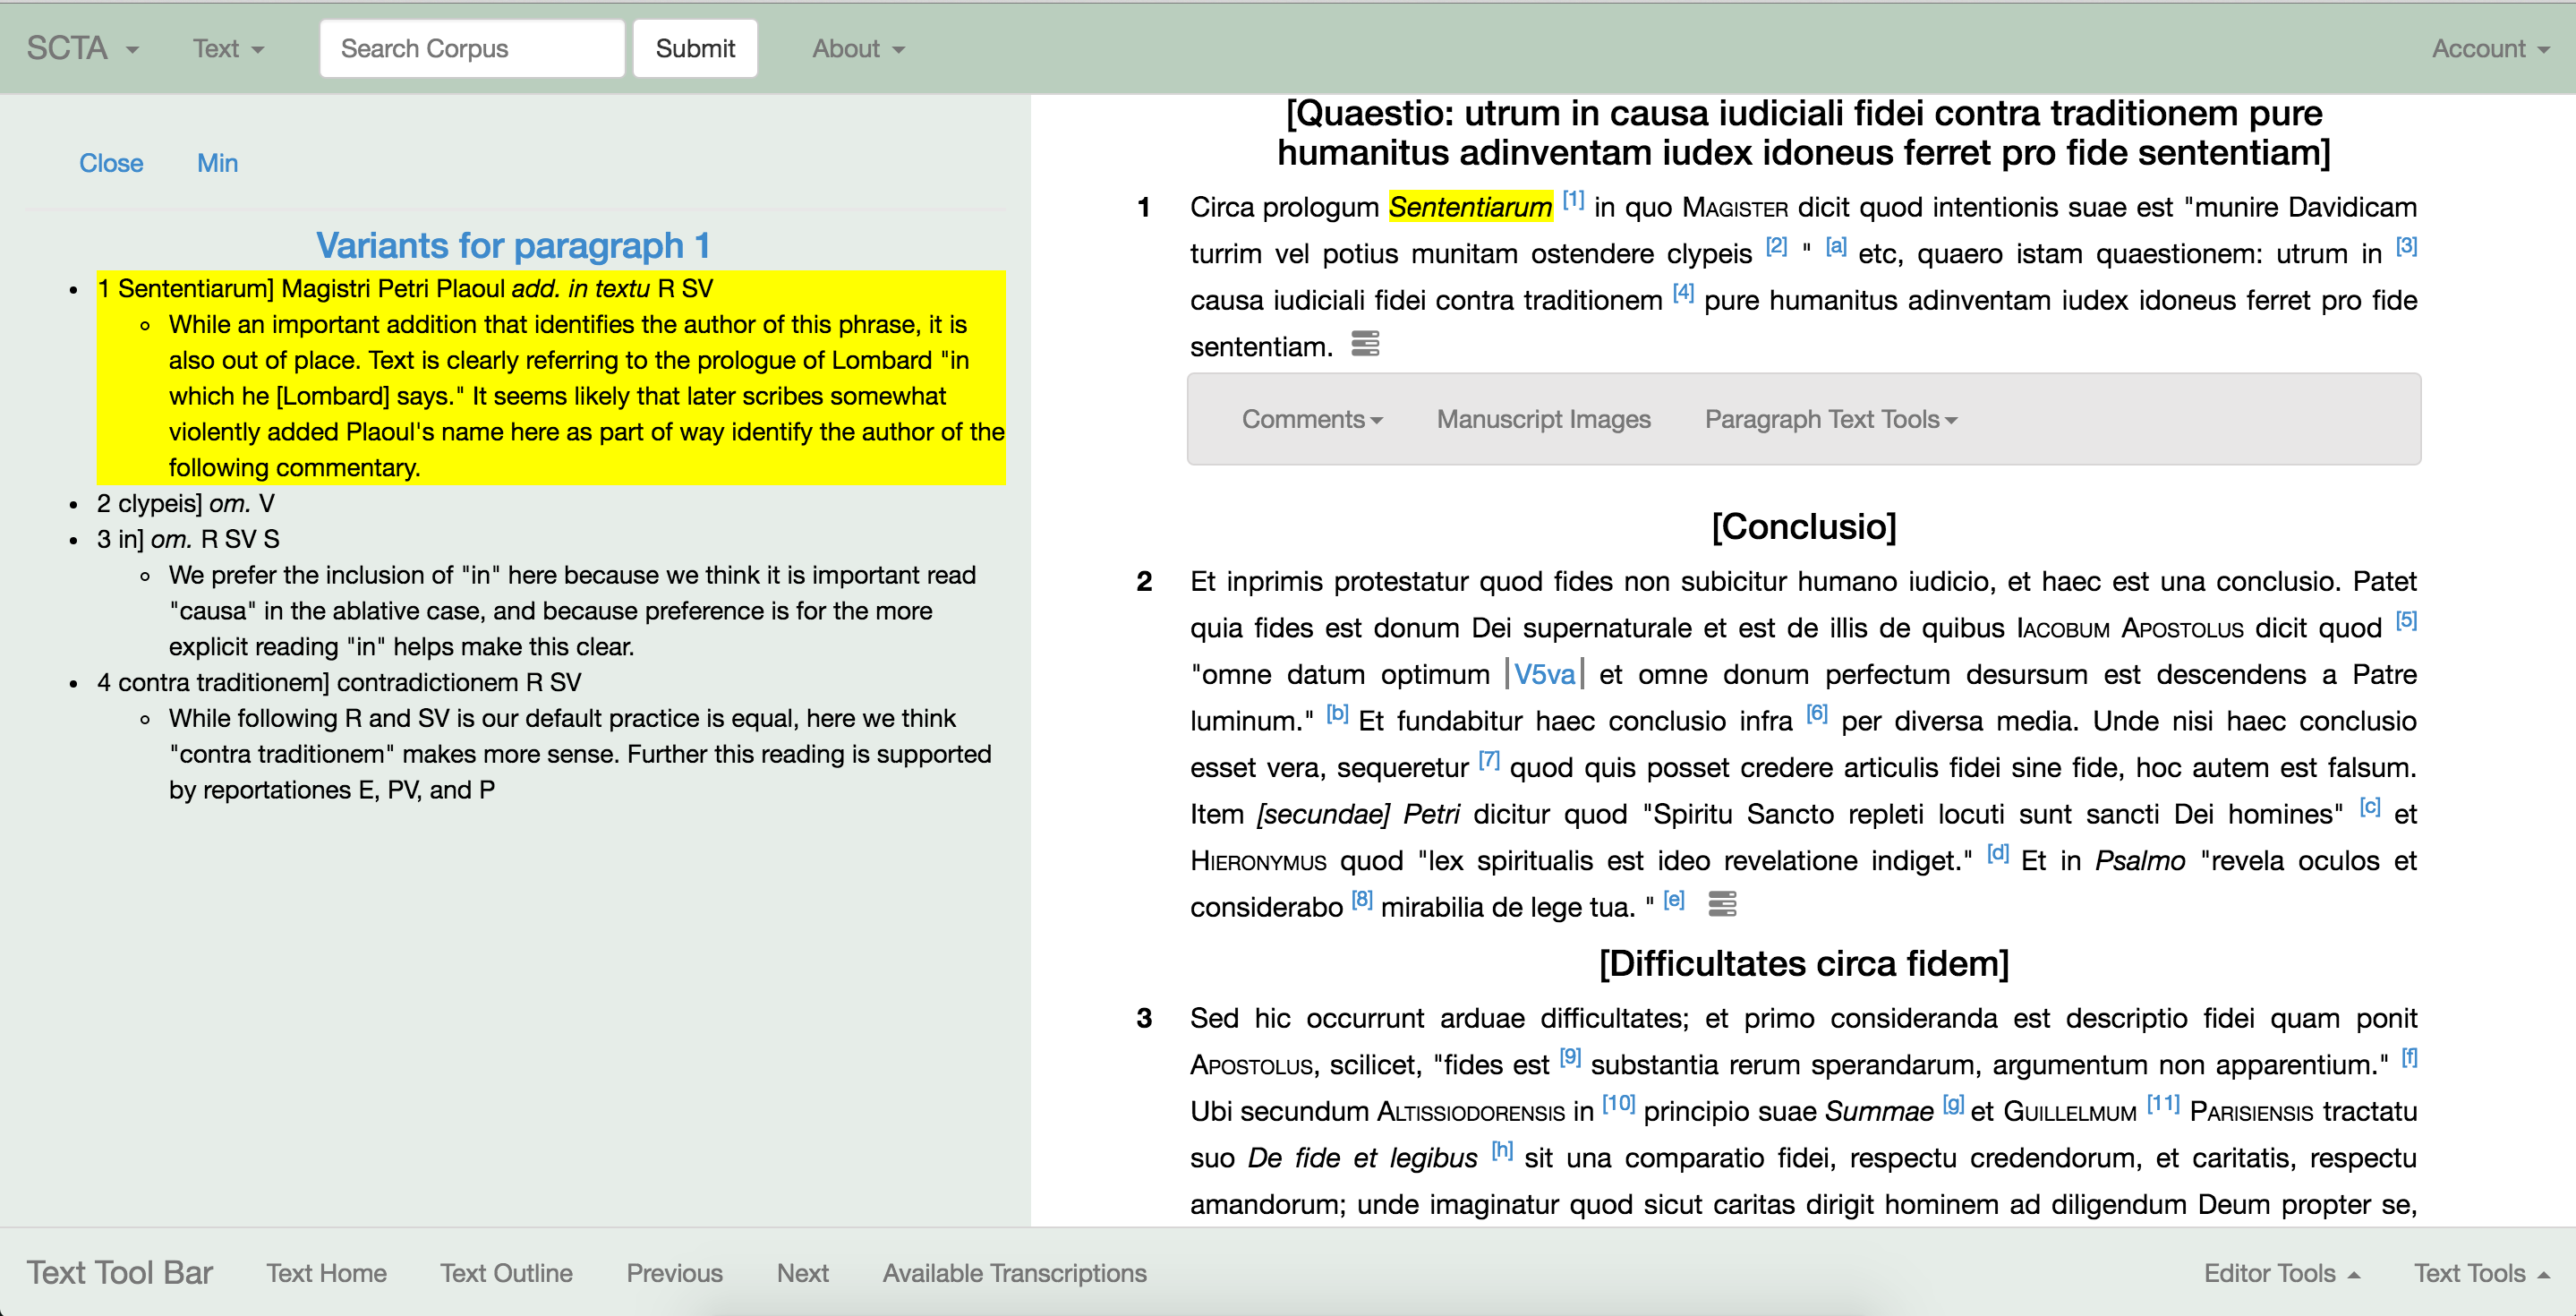 SCTA Text Search Corpus Submit About Account
Close Min
Variants for paragraph 1
• 1 Sententiarum] Magistri Petri Plaoul add. in textu R SV
◦ While an important addition that identifies the author of this phrase, it is
also out of place. Text is clearly referring to the prologue of Lombard "in
which he [Lombard] says." It seems likely that later scribes somewhat
violently added Plaoul's name here as part of way identify the author of the
following commentary.
• 2 clypeis] om. V
• 3 in] om. R SV S
◦ We prefer the inclusion of "in" here because we think it is important read
"causa" in the ablative case, and because preference is for the more
explicit reading "in" helps make this clear.
• 4 contra traditionem] contradictionem R SV
◦ While following R and SV is our default practice is equal, here we think
"contra traditionem" makes more sense. Further this reading is supported
by reportationes E, PV, and P
[Quaestio: utrum in causa iudiciali fidei contra traditionem pure
humanitus adinventam iudex idoneus ferret pro fide sententiam]
1 Circa prologum Sententiarum [1] in quo Magister dicit quod intentionis suae est "munire Davidicam
turrim vel potius munitam ostendere clypeis [2] " [a] etc, quaero istam quaestionem: utrum in [3]
causa iudiciali fidei contra traditionem [4] pure humanitus adinventam iudex idoneus ferret pro fide
sententiam.
Comments Manuscript Images Paragraph Text Tools
[Conclusio]
2 Et inprimis protestatur quod fides non subicitur humano iudicio, et haec est una conclusio. Patet
quia fides est donum Dei supernaturale et est de illis de quibus Iacobum Apostolus dicit quod [5]
"omne datum optimum |V5va| et omne donum perfectum desursum est descendens a Patre
luminum." [b] Et fundabitur haec conclusio infra [6] per diversa media. Unde nisi haec conclusio
esset vera, sequeretur [7] quod quis posset credere articulis fidei sine fide, hoc autem est falsum.
Item [secundae] Petri dicitur quod "Spiritu Sancto repleti locuti sunt sancti Dei homines" [c] et
Hieronymus quod "lex spiritualis est ideo revelatione indiget." [d] Et in Psalmo "revela oculos et
considerabo [8] mirabilia de lege tua. " [e]
[Difficultates circa fidem]
3 Sed hic occurrunt arduae difficultates; et primo consideranda est descriptio fidei quam ponit
Apostolus, scilicet, "fides est [9] substantia rerum sperandarum, argumentum non apparentium." [f]
Ubi secundum Altissiodorensis in [10] principio suae Summae [g] et Guillelmum [11] Parisiensis tractatu
suo De fide et legibus [h] sit una comparatio fidei, respectu credendorum, et caritatis, respectu
amandorum; unde imaginatur quod sicut caritas dirigit hominem ad diligendum Deum propter se,
Text Tool Bar Text Home Text Outline Previous Next Available Transcriptions Editor Tools Text Tools